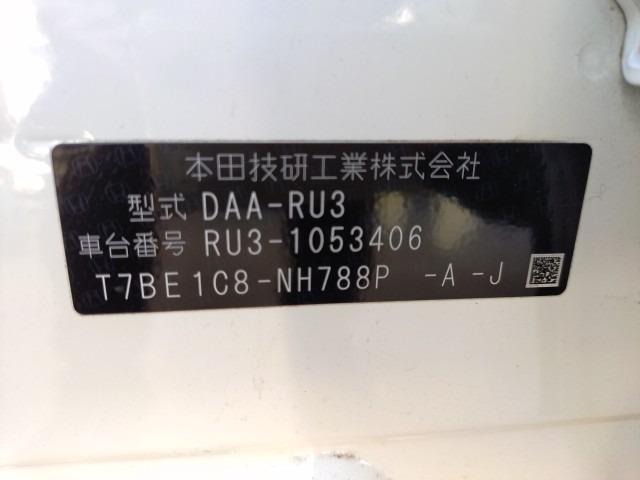 本田技研工業株式会社
型式 DAA-RU3
車台番号 RU3-1053406
T7BE1C8-NH788P -A -J